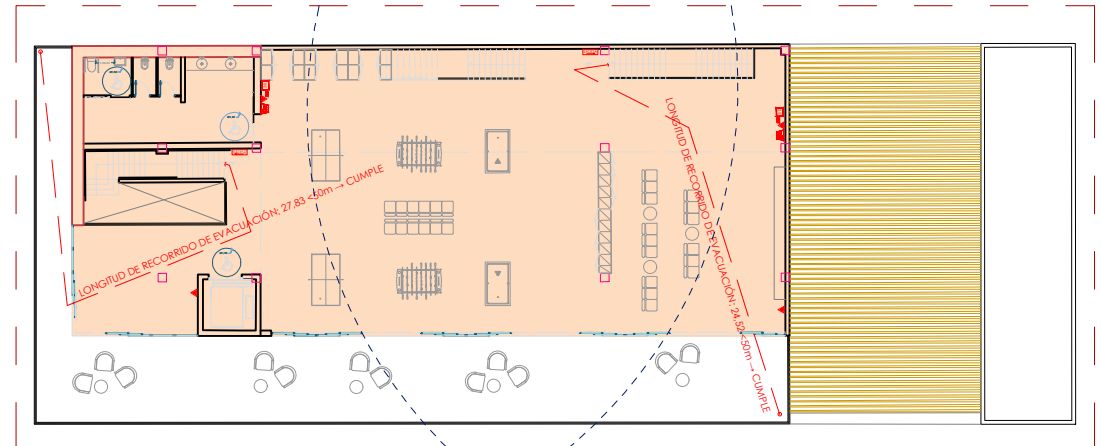 LONGITUD DE RECORRIDO DE EVACUACIÓN: 27,83 <50m → CUMPLE
LONGITUD DE RECORRIDO DE EVACUACIÓN: 24,52<50m → CUMPLE